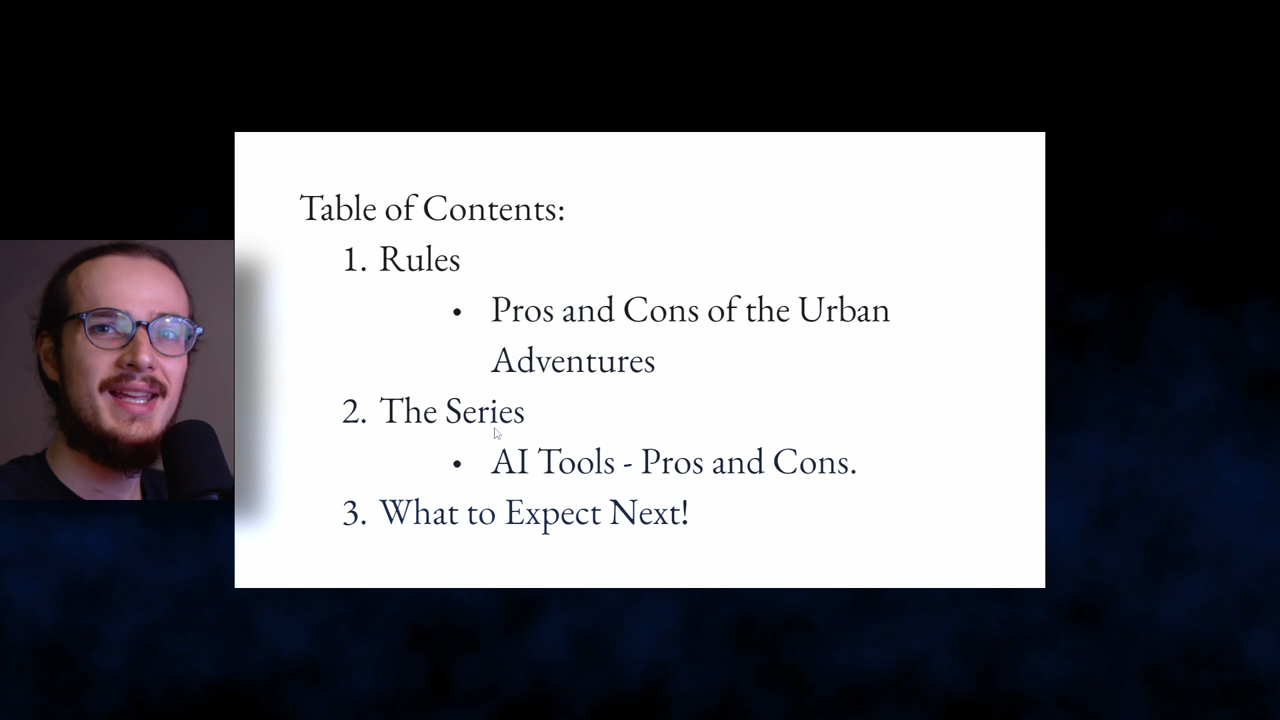 Table of Contents:
1. Rules
• Pros and Cons of the Urban
Adventures
2. The Series
• AI Tools - Pros and Cons.
3. What to Expect Next!